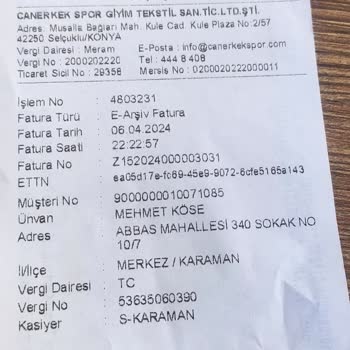 CANERKEK SPOR GİYİM TEKSTİL SAN.TİC.LTD.ŞTİ.
Adres: Musalla Bağları Mah. Kule Cad. Kule Plaza No:2/57
42250 Selçuklu/KONYA
Vergi Dairesi : Meram E-Posta : info@canerkekspor.com
Vergi No : 2000202220 Tel : 444 8 408
Ticaret Sicil No : 29356 Mersis No : 0200020222000011
İşlem No : 4803231
Fatura Türü : E-Arşiv Fatura
Fatura Tarih : 06.04.2024
Fatura Saati : 22:22:57
Fatura No : Z152024000003031
ETTN : ea05d17e-fc69-45e9-9072-6cfe5165a143
Müşteri No : 9000000010071085
Ünvan : MEHMET KÖSE
Adres : ABBAS MAHALLESİ 340 SOKAK NO
10/7
İl/İlçe : MERKEZ / KARAMAN
Vergi Dairesi : TC
Vergi No : 53635060390
Kasiyer : S-KARAMAN